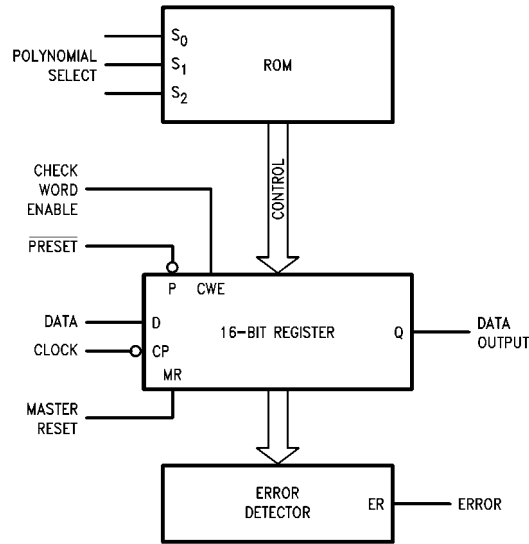 POLYNOMIAL
SELECT
S0
S1
S2
ROM
CONTROL
CHECK
WORD
ENABLE
PRESET
P
CWE
DATA
D
16-BIT REGISTER
Q
DATA
OUTPUT
CLOCK
CP
MR
MASTER
RESET
ERROR
DETECTOR
ER
ERROR